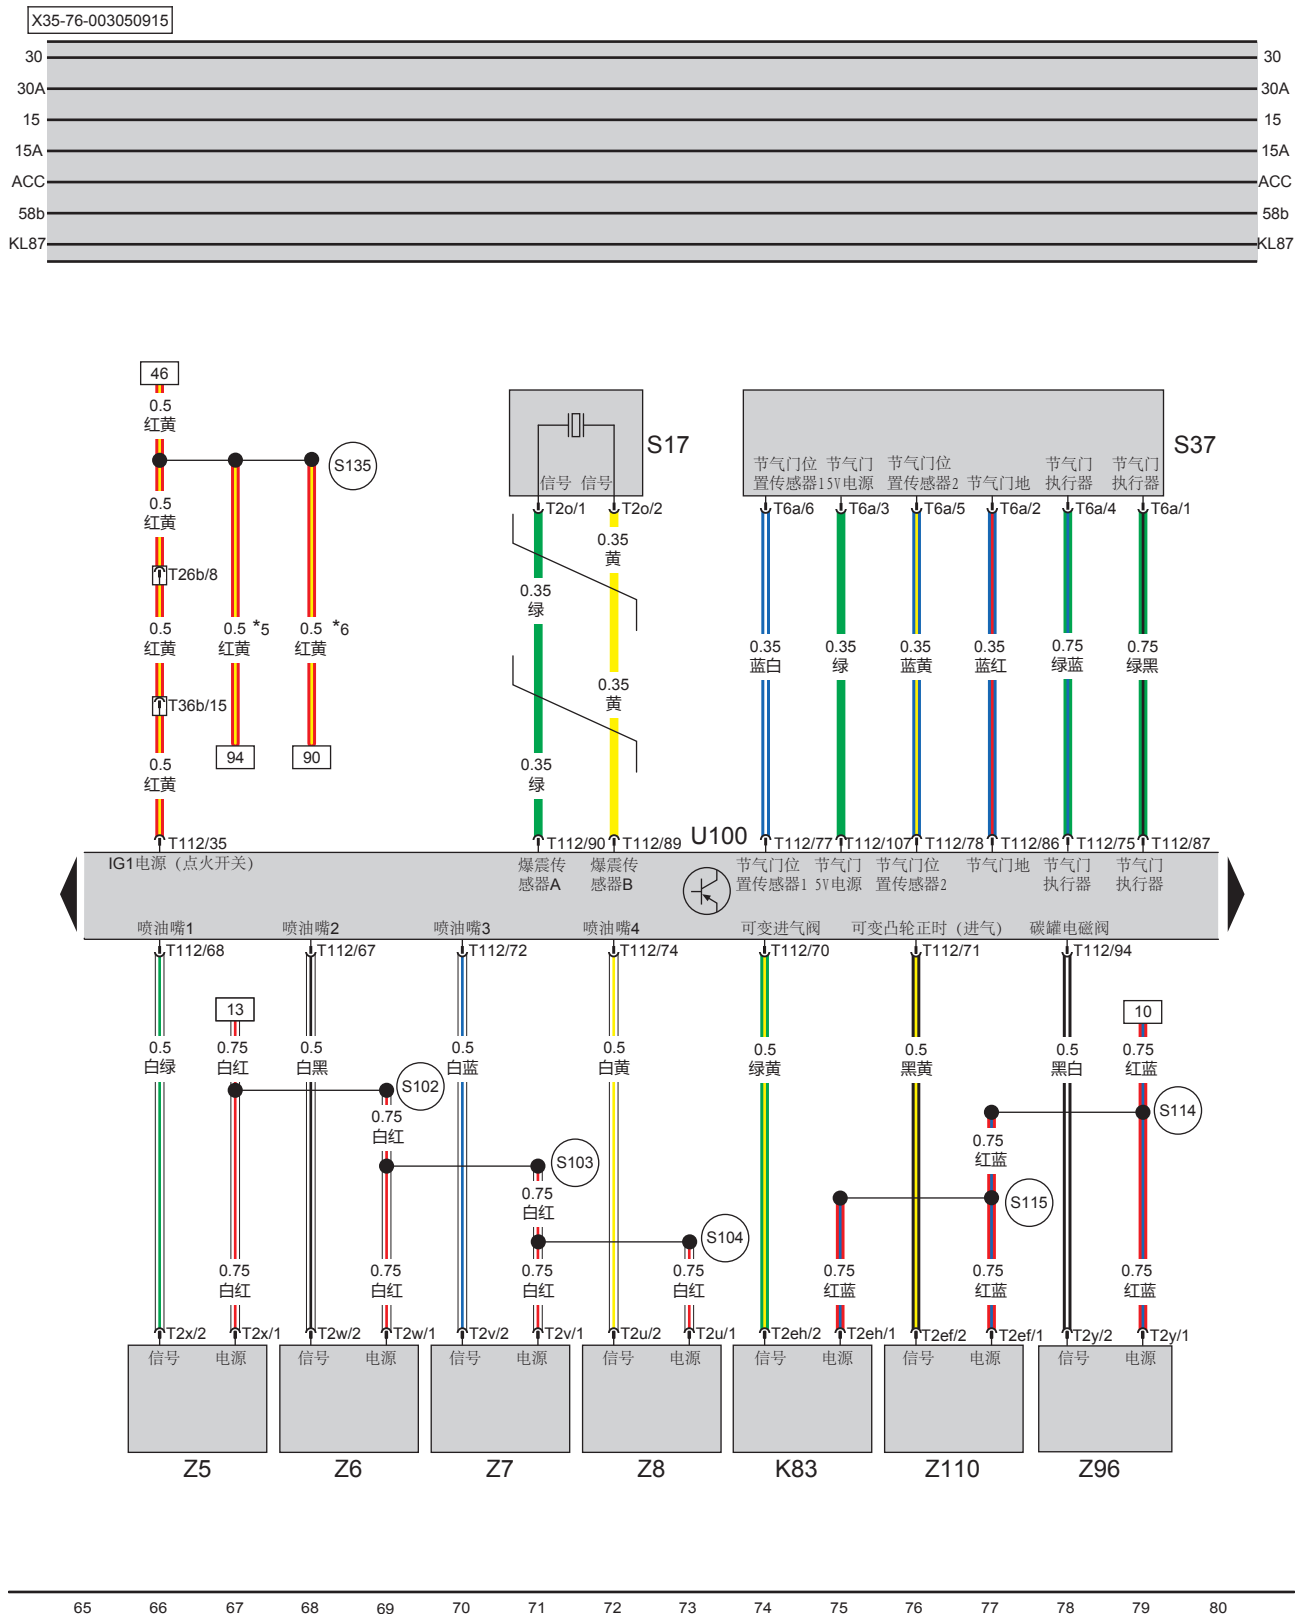 X35-76-003050915
30 30
30A 30A
15 15
15A 15A
ACC ACC
58b 58b
KL87 KL87
46
0.5
红黄
S135
S17
S37
信号 信号
节气门位 节气门 节气门位 节气门 节气门
置传感器1 5V电源 置传感器2 节气门地 执行器 执行器
T2o/1 T2o/2 T6a/6 T6a/3 T6a/5 T6a/2 T6a/4 T6a/1
0.5
红黄
0.35
黄
T26b/8
0.35
绿
0.5 0.5 *5 0.5 *6
红黄 红黄 红黄
0.35 0.35 0.35 0.35 0.75 0.75
蓝白 绿 蓝黄 蓝红 绿蓝 绿黑
0.35
黄
T36b/15
94 90
0.5 0.35
红黄 绿
T112/35 T112/90 T112/89 U100 T112/77 T112/107 T112/78 T112/86 T112/75 T112/87
IG1电源 (点火开关) 爆震传 爆震传 节气门位 节气门 节气门位 节气门地 节气门 节气门
感器A 感器B 置传感器1 5V电源 置传感器2 执行器 执行器
喷油嘴1 喷油嘴2 喷油嘴3 喷油嘴4 可变进气阀 可变凸轮正时 (进气) 碳罐电磁阀
T112/68 T112/67 T112/72 T112/74 T112/70 T112/71 T112/94
13 10
0.5 0.75 0.5 0.5 0.5 0.5 0.5 0.5 0.75
白绿 白红 白黑 白蓝 白黄 绿黄 黑黄 黑白 红蓝
S102
S114
0.75
白红
0.75
红蓝
S103
0.75
白红
S115
S104
0.75 0.75 0.75 0.75 0.75 0.75 0.75
白红 白红 白红 白红 红蓝 红蓝 红蓝
T2x/2 T2x/1 T2w/2 T2w/1 T2v/2 T2v/1 T2u/2 T2u/1 T2eh/2 T2eh/1 T2ef/2 T2ef/1 T2y/2 T2y/1
信号 电源 信号 电源 信号 电源 信号 电源 信号 电源 信号 电源 信号 电源
Z5 Z6 Z7 Z8 K83 Z110 Z96
65 66 67 68 69 70 71 72 73 74 75 76 77 78 79 80